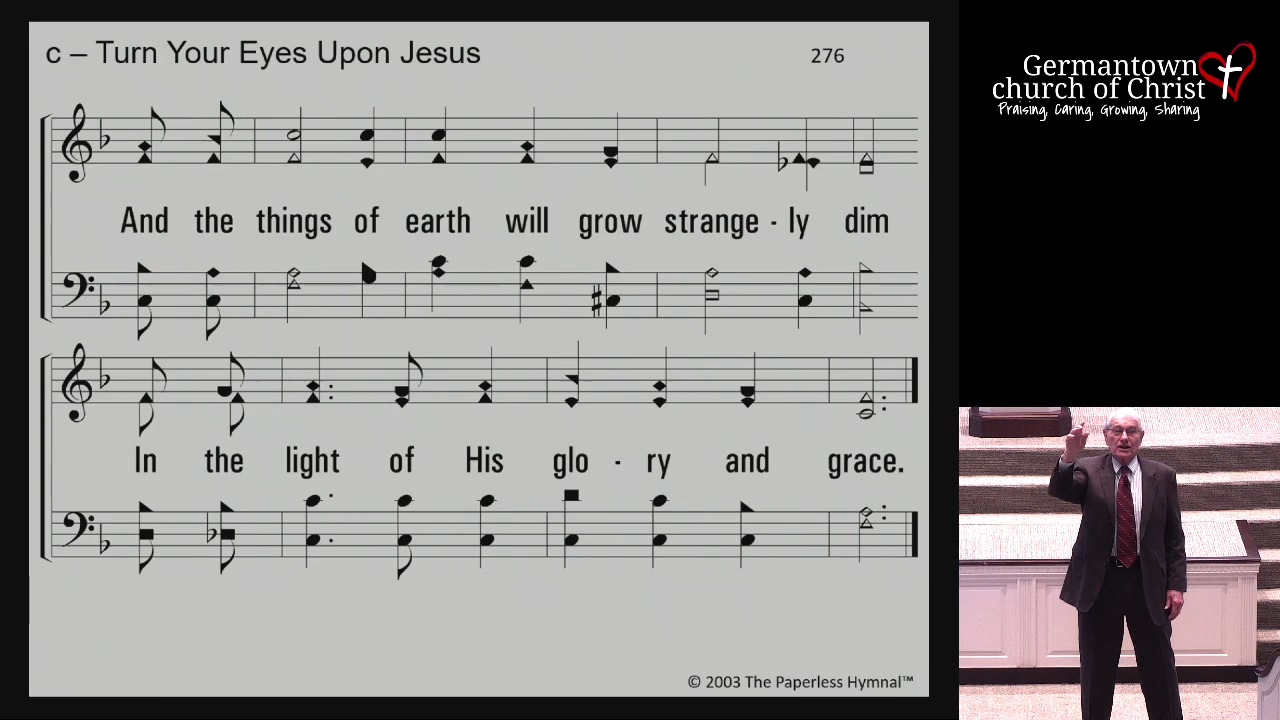 c – Turn Your Eyes Upon Jesus
276
And the things of earth will grow strange - ly dim
In the light of His glo - ry and grace.
© 2003 The Paperless Hymnal™
Germantown
church of Christ
Praising, Caring, Growing, Sharing